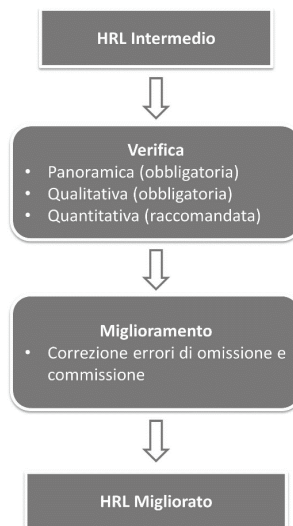 HRL Intermedio
Verifica
• Panoramica (obbligatoria)
• Qualitativa (obbligatoria)
• Quantitativa (raccomandata)
Miglioramento
• Correzione errori di omissione e
commissione
HRL Migliorato